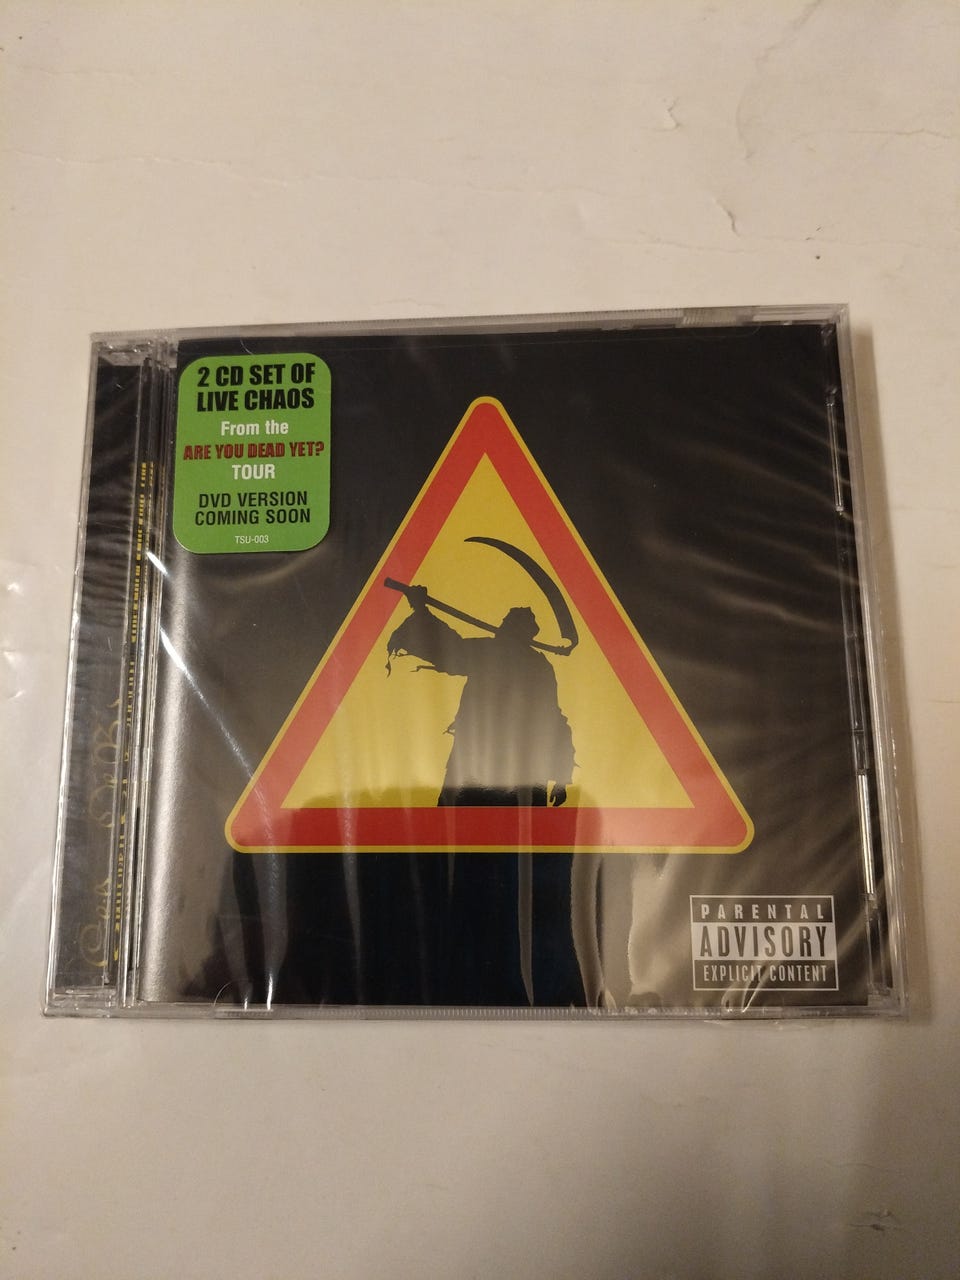 2 CD SET OF
LIVE CHAOS
From the
ARE YOU DEAD YET?
TOUR
DVD VERSION
COMING SOON
TSU-003
PARENTAL
ADVISORY
EXPLICIT CONTENT